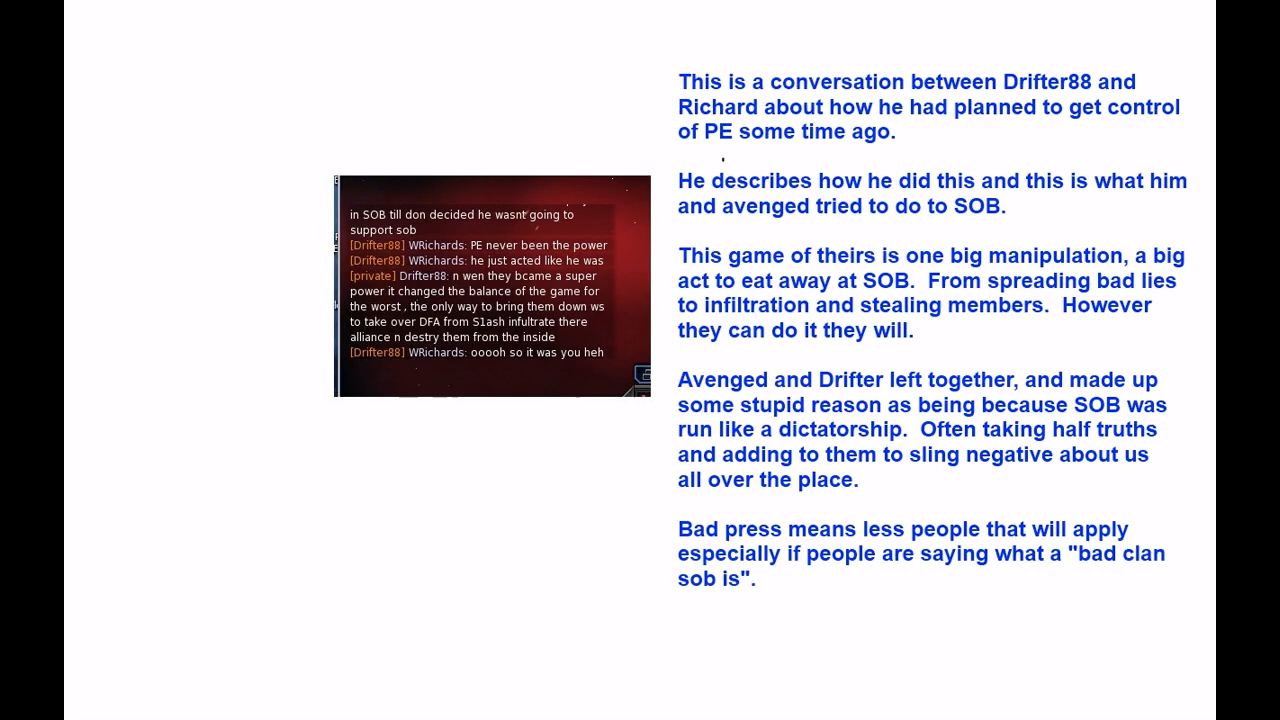 in SOB till don decided he wasnt going to
support sob
[Drifter88] WRichards: PE never been the power
[Drifter88] WRichards: he just acted like he was
[private] Drifter88: n wen they bcame a super
power it changed the balance of the game for
the worst , the only way to bring them down ws
to take over DFA from S1ash infultrate there
alliance n destry them from the inside
[Drifter88] WRichards: ooooh so it was you heh
This is a conversation between Drifter88 and
Richard about how he had planned to get control
of PE some time ago.
He describes how he did this and this is what him
and avenged tried to do to SOB.
This game of theirs is one big manipulation, a big
act to eat away at SOB.  From spreading bad lies
to infiltration and stealing members.  However
they can do it they will.
Avenged and Drifter left together, and made up
some stupid reason as being because SOB was
run like a dictatorship.  Often taking half truths
and adding to them to sling negative about us
all over the place.
Bad press means less people that will apply
especially if people are saying what a "bad clan
sob is".